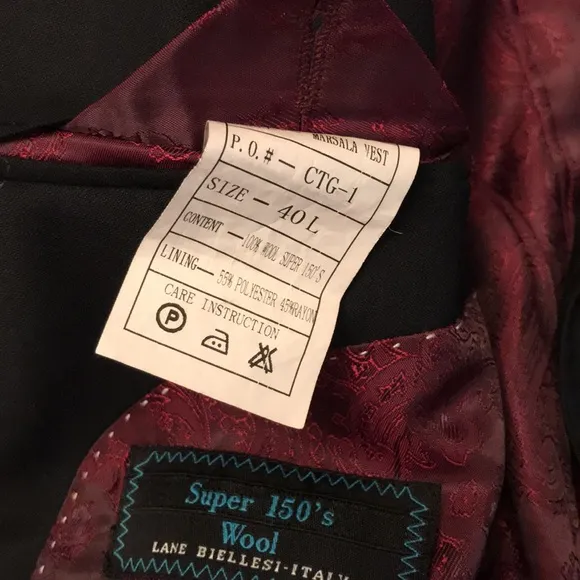 MARSALA VEST
P.O.#— CTG-1
SIZE — 40L
CONTENT — 100% WOOL SUPER 150'S
LINING— 55% POLYESTER 45%RAYON
CARE INSTRUCTION
P
Super 150's
Wool
LANE BIELLESI-ITALY